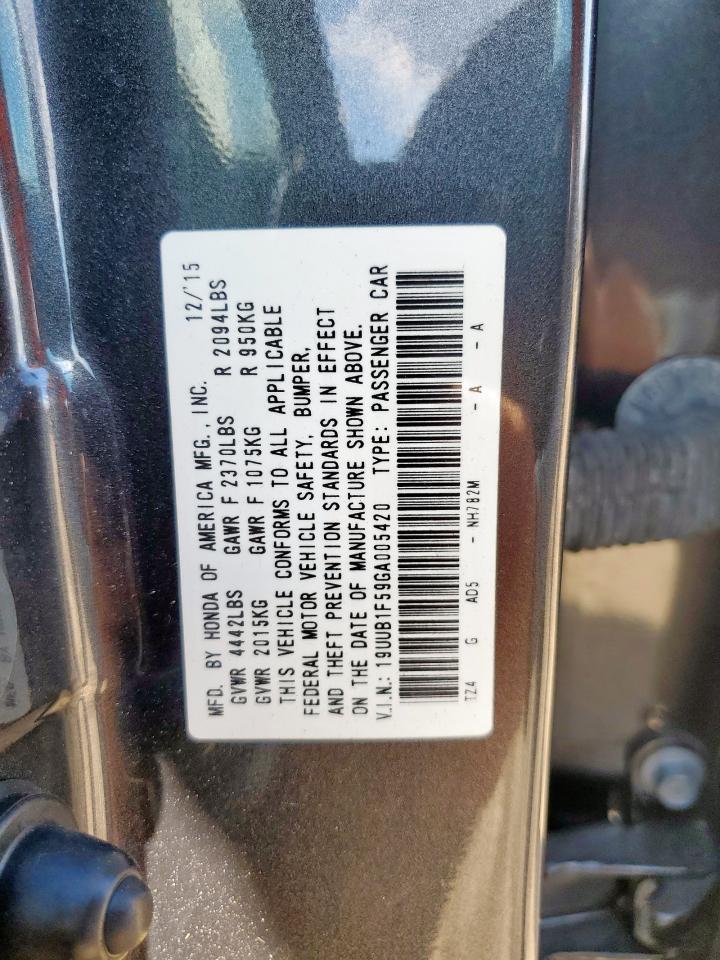 MFD. BY HONDA OF AMERICA MFG., INC. 12/'15
GVWR 4442LBS GAWR F 2370LBS R 2094LBS
GVWR 2015KG GAWR F 1075KG R 950KG
THIS VEHICLE CONFORMS TO ALL APPLICABLE
FEDERAL MOTOR VEHICLE SAFETY, BUMPER,
AND THEFT PREVENTION STANDARDS IN EFFECT
ON THE DATE OF MANUFACTURE SHOWN ABOVE.
V.I.N.: 19UUB1F59GA005420 TYPE: PASSENGER CAR
TZ4 G AD5 - NH782M - A - A